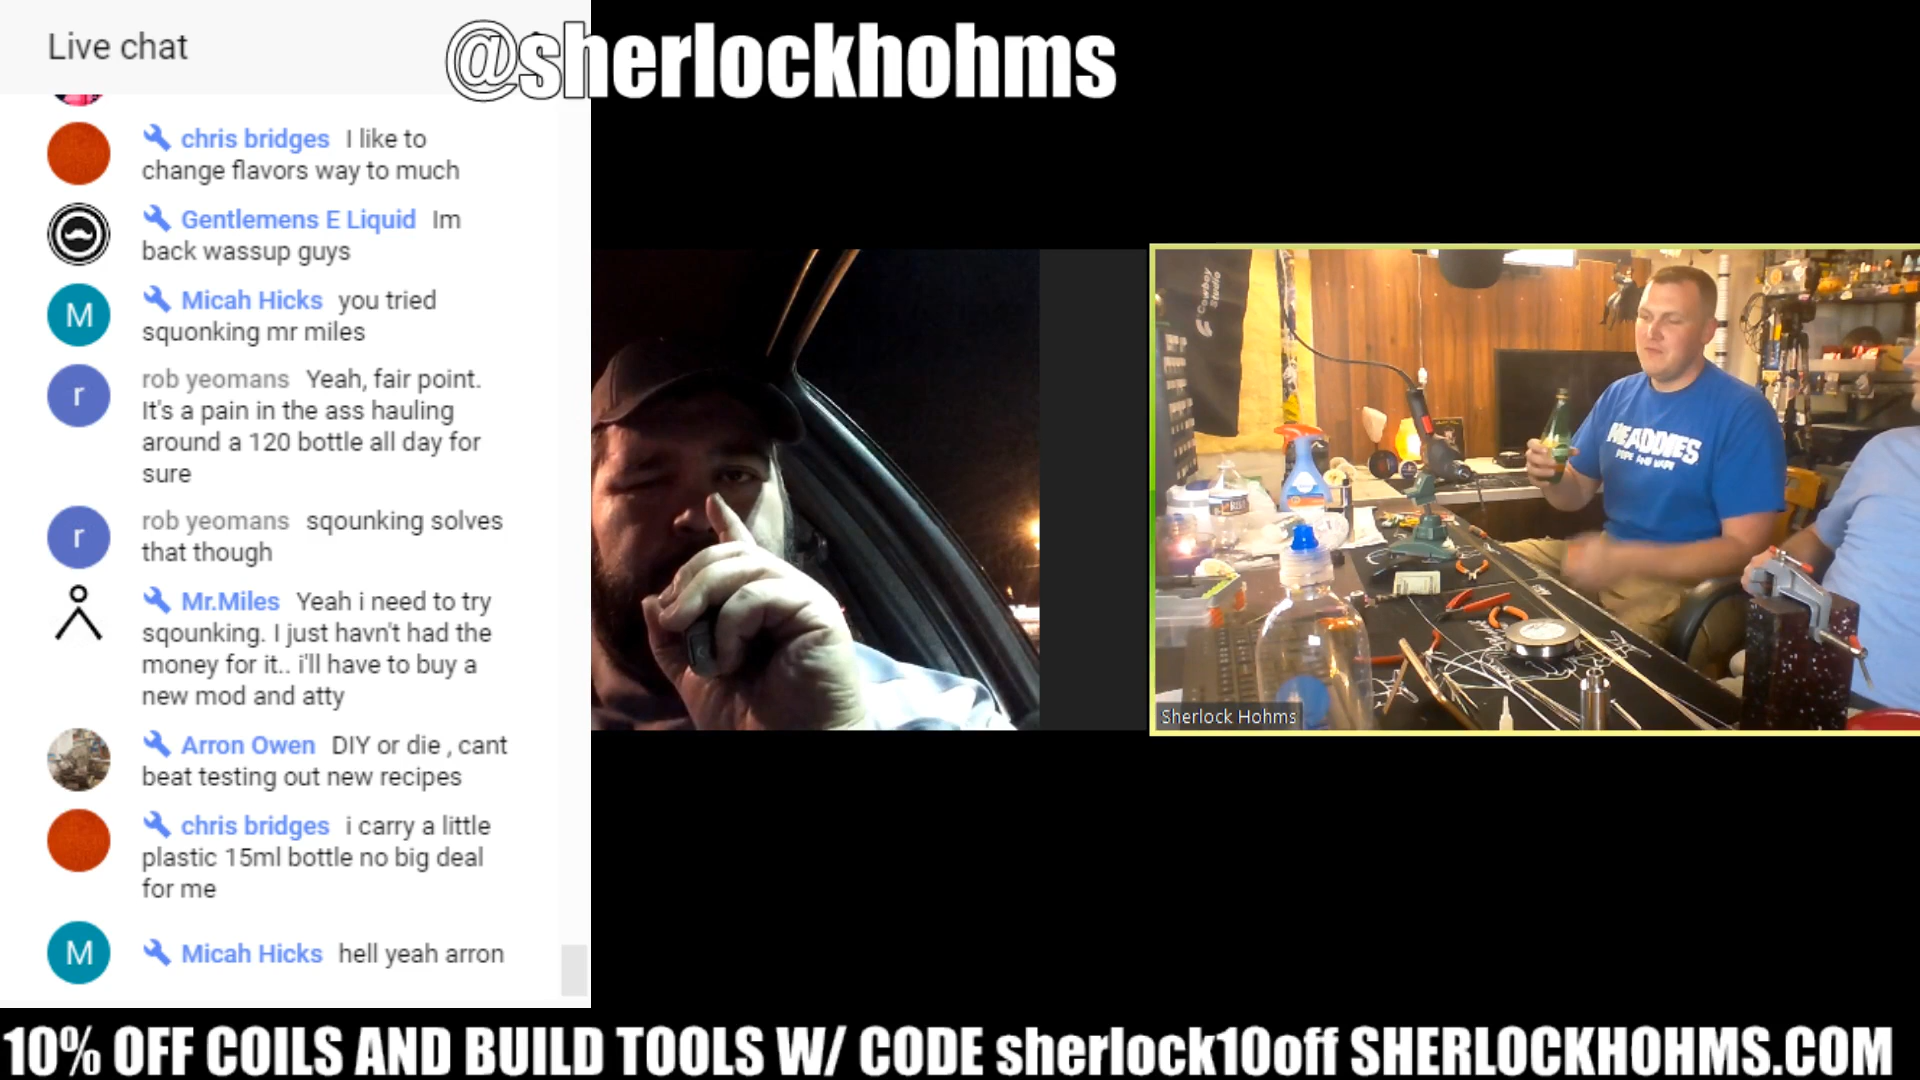 Live chat
@sherlockhohms
chris bridges I like to
change flavors way to much
Gentlemens E Liquid Im
back wassup guys
M
Micah Hicks you tried
squonking mr miles
r
rob yeomans Yeah, fair point.
It's a pain in the ass hauling
around a 120 bottle all day for
sure
r
rob yeomans sqounking solves
that though
Mr.Miles Yeah i need to try
sqounking. I just havn't had the
money for it.. i'll have to buy a
new mod and atty
Arron Owen DIY or die , cant
beat testing out new recipes
chris bridges i carry a little
plastic 15ml bottle no big deal
for me
M
Micah Hicks hell yeah arron
Cowboy
Studio
HEADDIES
PIPE AND VAPE
Sherlock Hohms
10% OFF COILS AND BUILD TOOLS W/ CODE sherlock10off SHERLOCKHOHMS.COM